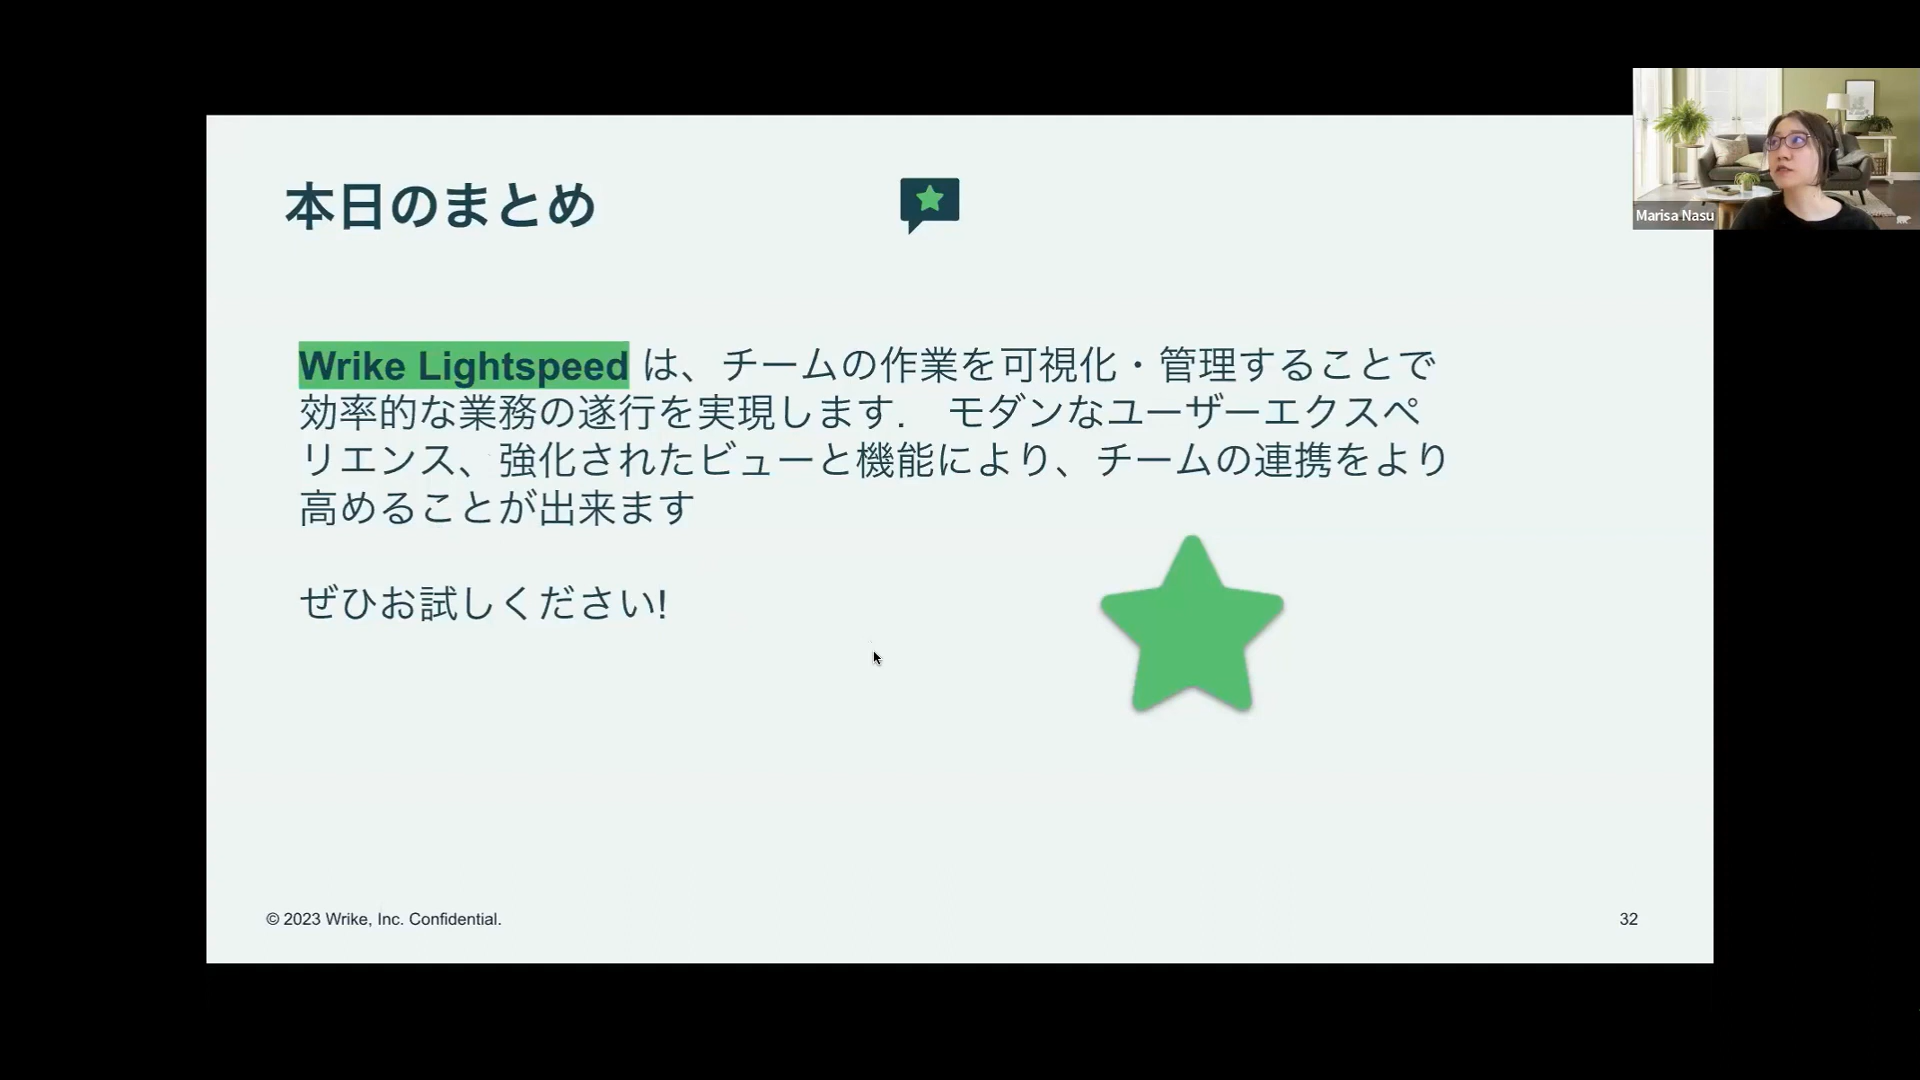 本日のまとめ
Marisa Nasu
Wrike Lightspeed は、チームの作業を可視化・管理することで
効率的な業務の遂行を実現します.　モダンなユーザーエクスペ
リエンス、強化されたビューと機能により、チームの連携をより
高めることが出来ます
ぜひお試しください!
© 2023 Wrike, Inc. Confidential.
32